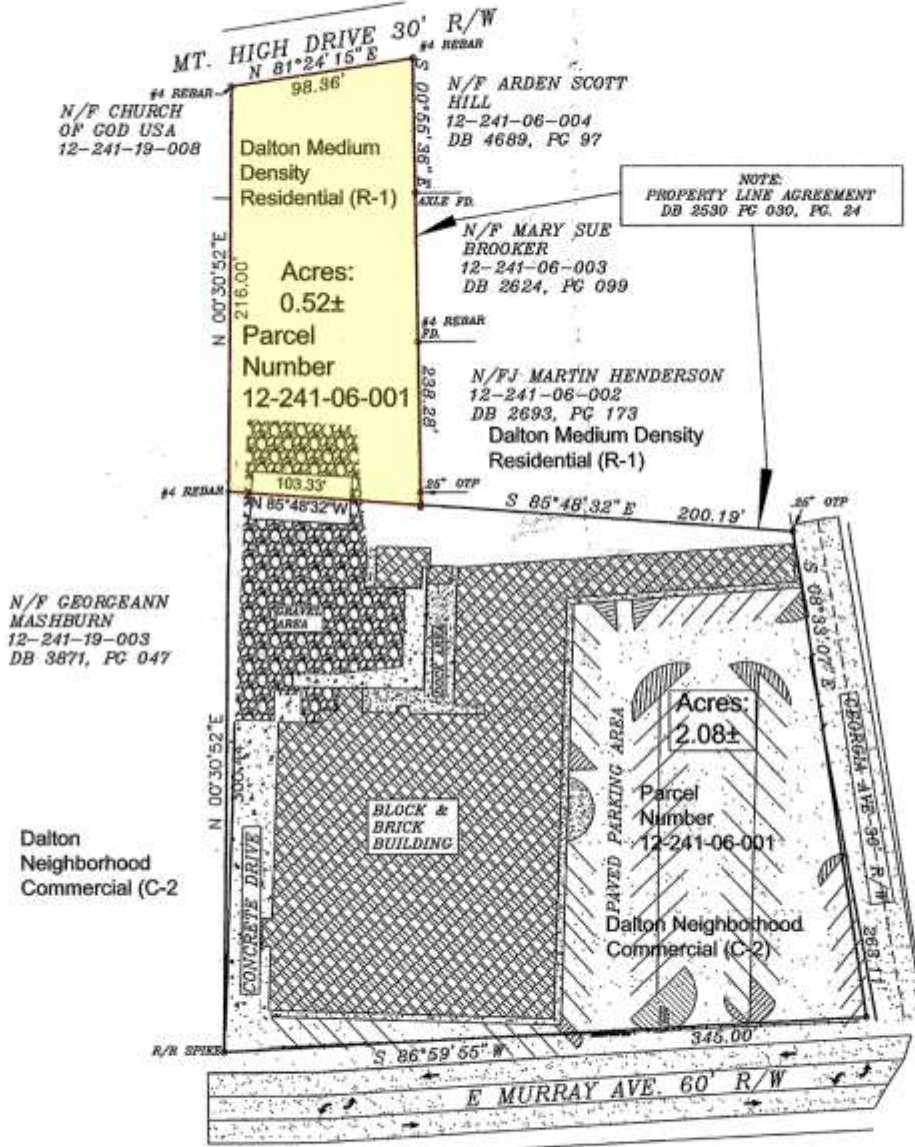 MT. HIGH DRIVE 30' R/W
N 81°24'15" E
98.36'
#4 REBAR
#4 REBAR
N/F CHURCH
OF GOD USA
12-241-19-008
S 00°55'36" E
N/F ARDEN SCOTT
HILL
12-241-06-004
DB 4689, PG 97
Dalton Medium
Density
Residential (R-1)
AXLE FD.
NOTE:
PROPERTY LINE AGREEMENT
DB 2530 PG 030, PG. 24
N/F MARY SUE
BROOKER
12-241-06-003
DB 2624, PG 099
N 00°30'52"E
216.00'
Acres:
0.52±
Parcel
Number
12-241-06-001
#4 REBAR
FD.
238.28'
N/FJ MARTIN HENDERSON
12-241-06-002
DB 2693, PG 173
Dalton Medium Density
Residential (R-1)
#4 REBAR
103.33'
N 85°48'32"W
.25" OTP
S 85°48'32" E
200.19'
.25" OTP
N/F GEORGEANN
MASHBURN
12-241-19-003
DB 3871, PG 047
GRAVEL
AREA
DOCK AREA
S 08°33'07" E
GEORGIA AVE 30' R/W
263.11'
Acres:
2.08±
PAVED PARKING AREA
Parcel
Number
12-241-06-001
N 00°30'52"E
BLOCK &
BRICK
BUILDING
Dalton
Neighborhood
Commercial (C-2
CONCRETE DRIVE
Dalton Neighborhood
Commercial (C-2)
R/R SPIKE
S 86°59'55" W
345.00'
E MURRAY AVE. 60' R/W